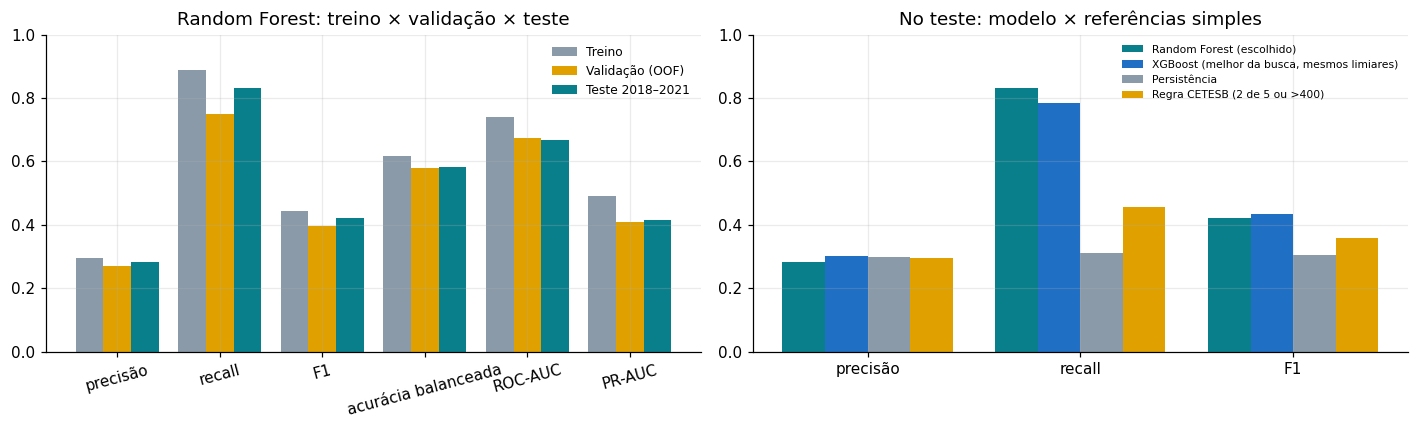 Random Forest: treino × validação × teste
1.0
0.8
0.6
0.4
0.2
0.0
Treino
Validação (OOF)
Teste 2018–2021
precisão
recall
F1
acurácia balanceada
ROC-AUC
PR-AUC
No teste: modelo × referências simples
1.0
0.8
0.6
0.4
0.2
0.0
Random Forest (escolhido)
XGBoost (melhor da busca, mesmos limiares)
Persistência
Regra CETESB (2 de 5 ou >400)
precisão
recall
F1